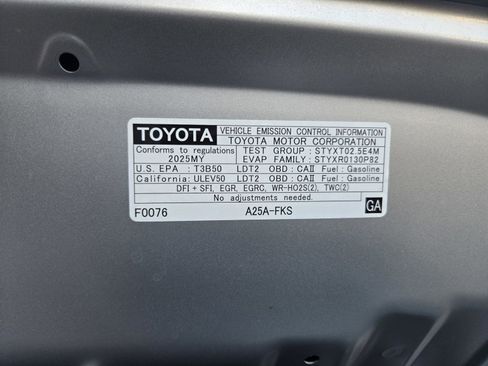 TOYOTA VEHICLE EMISSION CONTROL INFORMATION
TOYOTA MOTOR CORPORATION
Conforms to regulations TEST GROUP : STYXT02.5E4M
2025MY EVAP FAMILY : STYXR0130P82
U.S. EPA : T3B50 LDT2 OBD : CAII Fuel : Gasoline
California: ULEV50 LDT2 OBD : CAII Fuel : Gasoline
DFI + SFI, EGR, EGRC, WR-HO2S(2), TWC(2)
No adjustments needed.
F0076 A25A-FKS GA